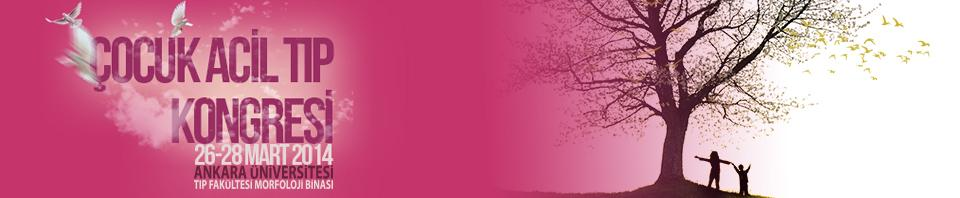 ÇOCUK ACİL TIP
KONGRESİ
26-28 MART 2014
ANKARA ÜNİVERSİTESİ
TIP FAKÜLTESİ MORFOLOJİ BİNASI